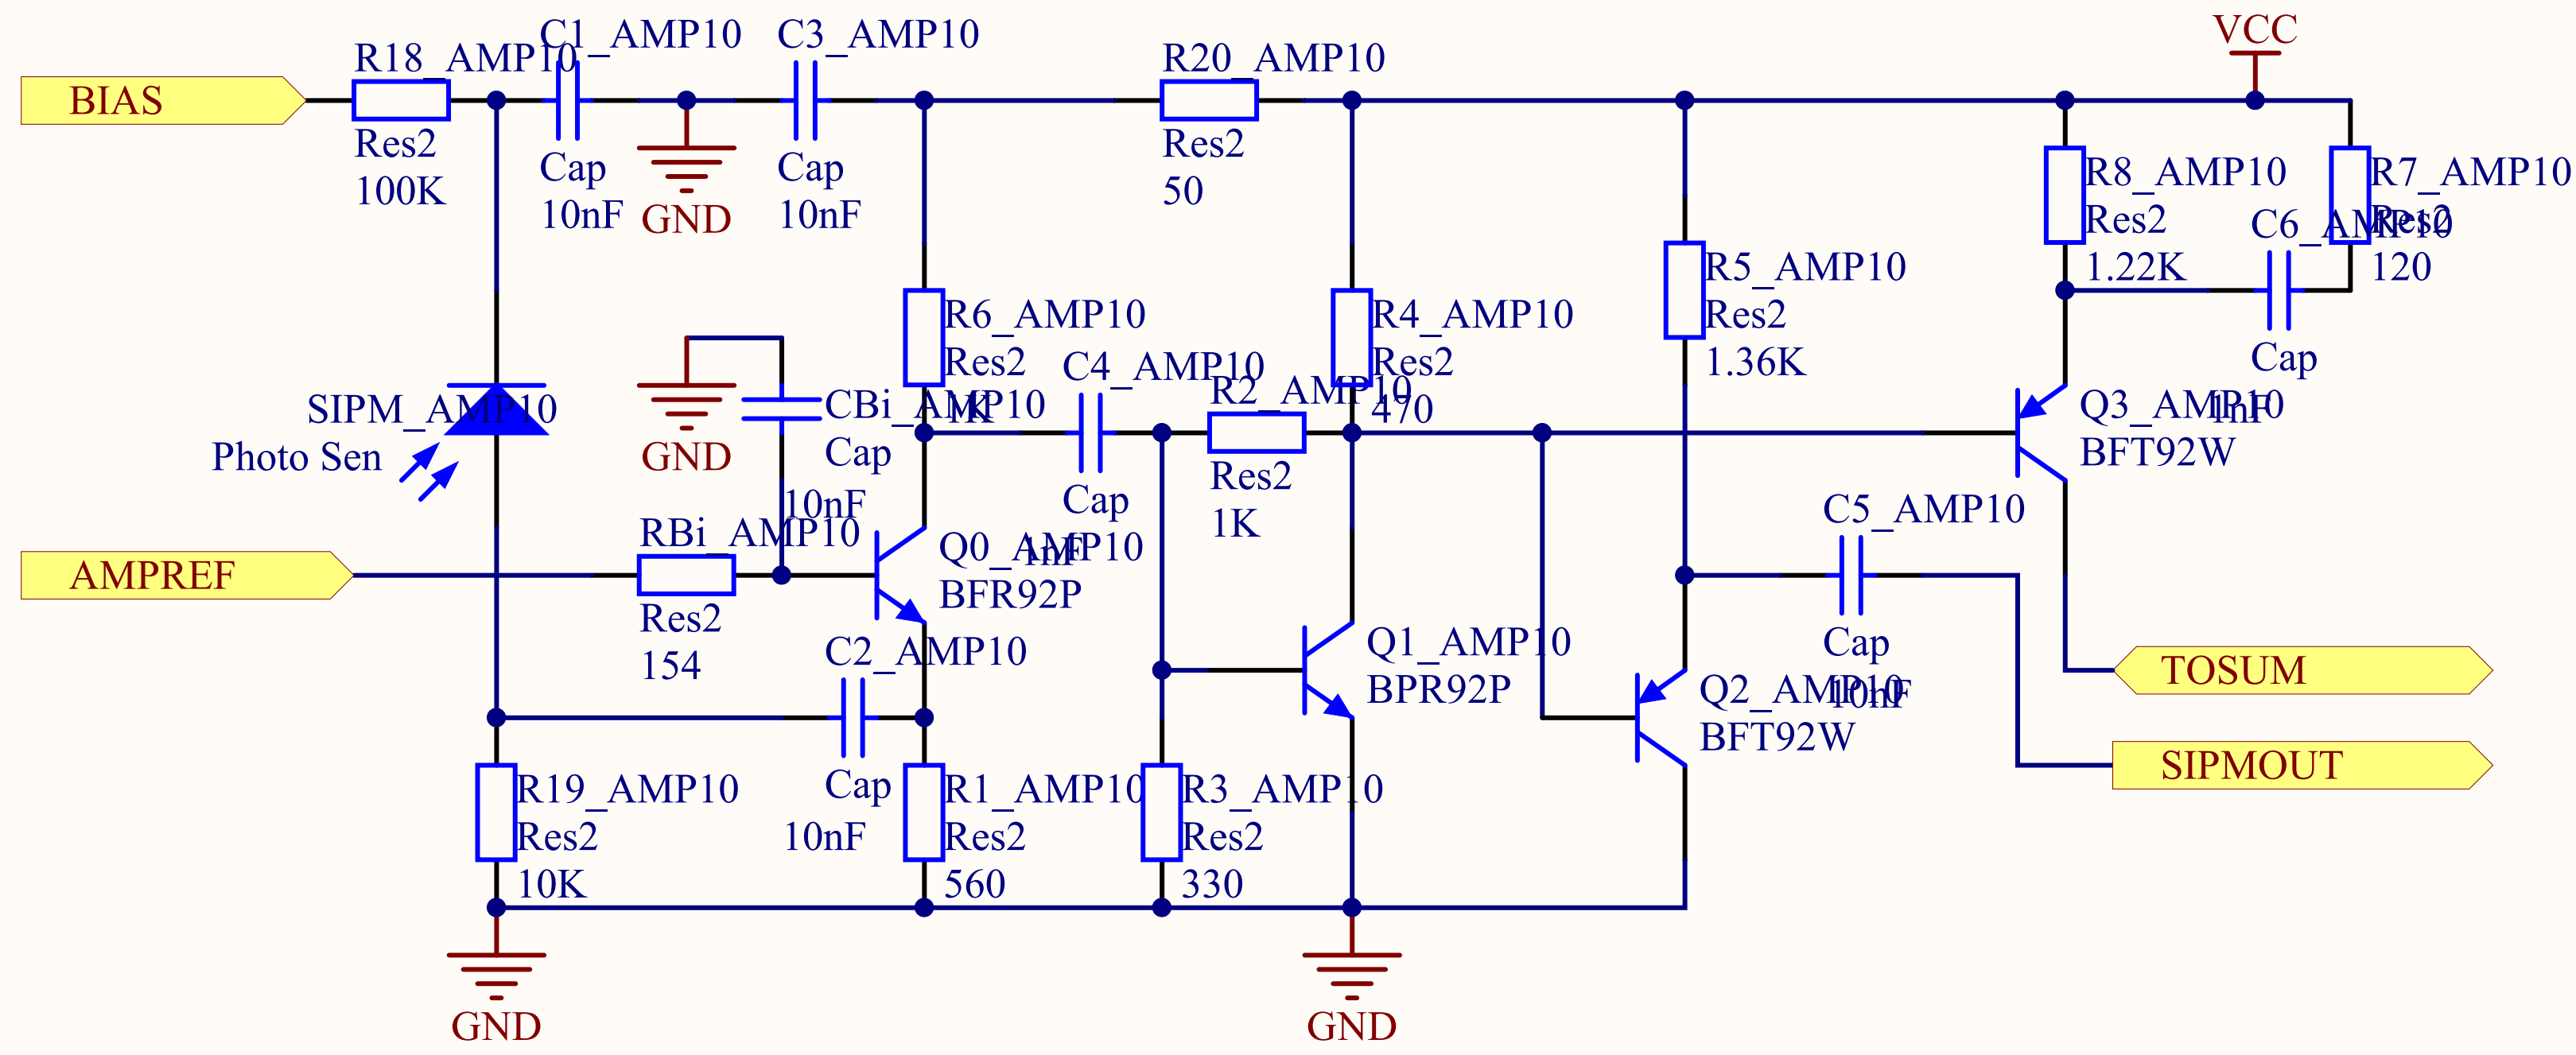 VCC
C1_AMP10
C3_AMP10
R18_AMP10
R20_AMP10
BIAS
Res2
100K
Cap
10nF
GND
Cap
10nF
Res2
50
R8_AMP10
Res2
1.22K
R7_AMP10
Res2
120
C6_AMP10
Cap
1nF
R5_AMP10
Res2
1.36K
R6_AMP10
Res2
1K
R4_AMP10
Res2
470
C4_AMP10
Cap
1nF
R2_AMP10
Res2
1K
SIPM_AMP10
Photo Sen
GND
CBi_AMP10
Cap
10nF
Q3_AMP10
BFT92W
C5_AMP10
Cap
10nF
AMPREF
RBi_AMP10
Res2
154
Q0_AMP10
BFR92P
C2_AMP10
Cap
10nF
Q1_AMP10
BPR92P
Q2_AMP10
BFT92W
TOSUM
SIPMOUT
R19_AMP10
Res2
10K
R1_AMP10
Res2
560
R3_AMP10
Res2
330
GND
GND